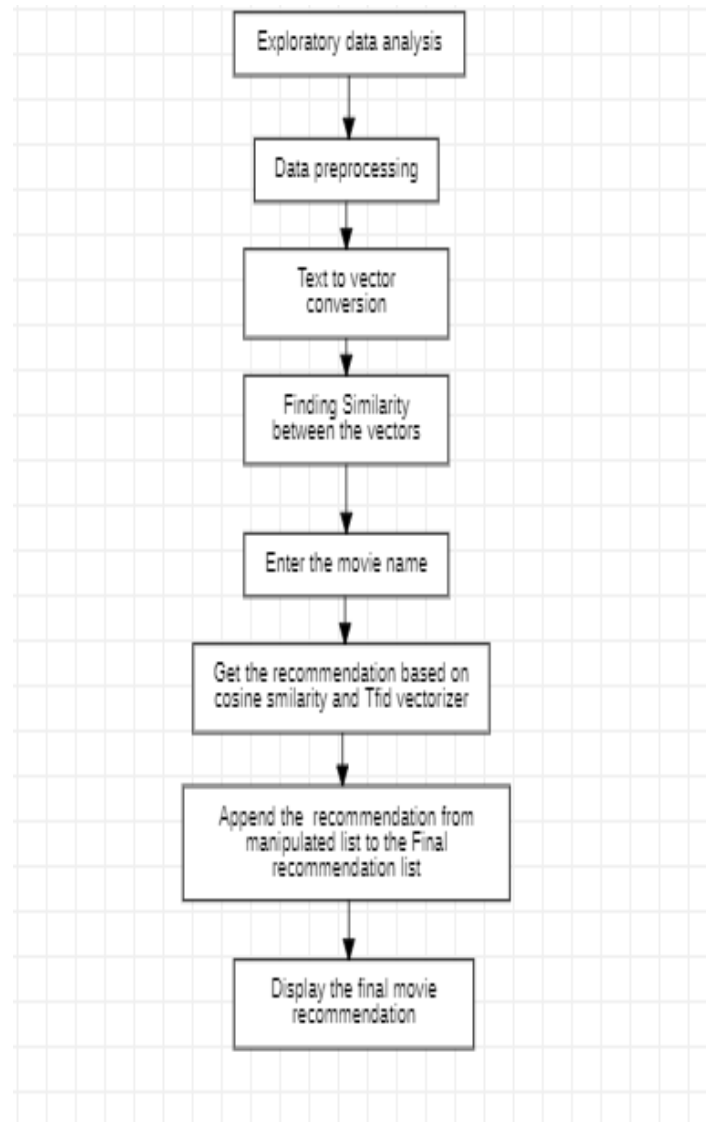 Exploratory data analysis
Data preprocessing
Text to vector
conversion
Finding Similarity
between the vectors
Enter the movie name
Get the recommendation based on
cosine smilarity and Tfid vectorizer
Append the recommendation from
manipulated list to the Final
recommendation list
Display the final movie
recommendation